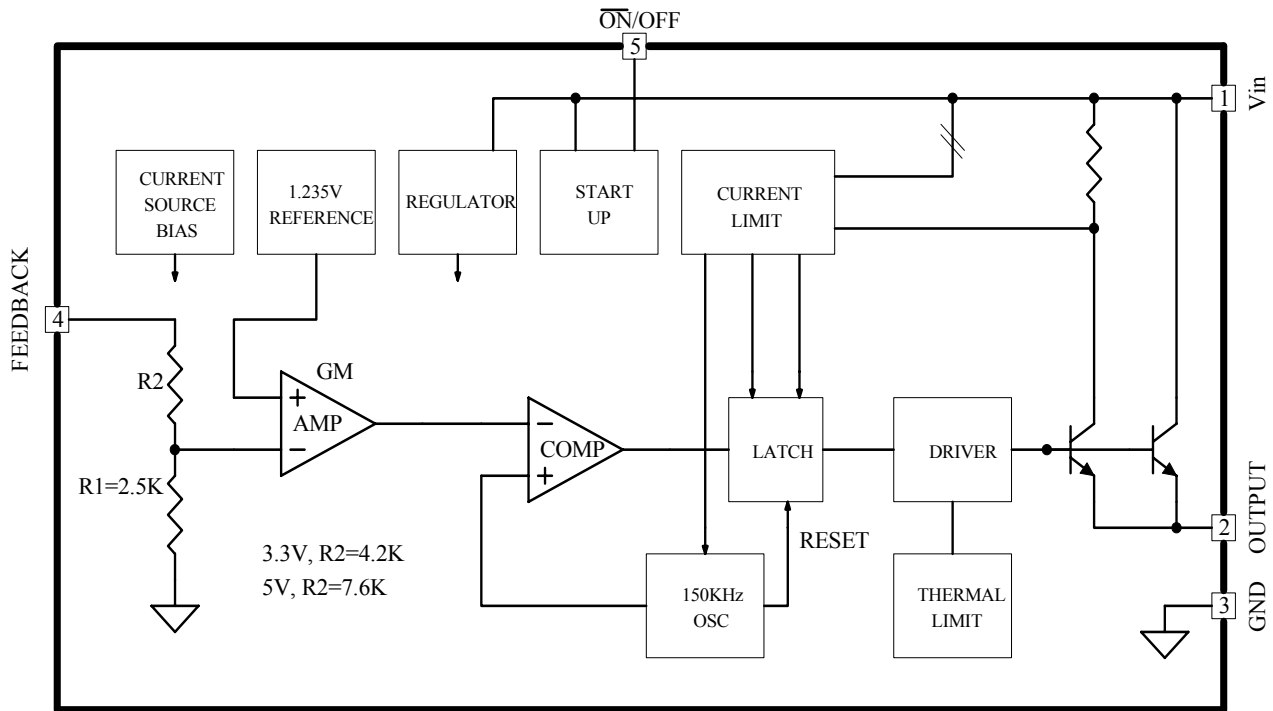 ON/OFF
5
1
Vin
CURRENT
SOURCE
BIAS
1.235V
REFERENCE
REGULATOR
START
UP
CURRENT
LIMIT
FEEDBACK
4
R2
GM
+
AMP
−
R1=2.5K
−
COMP
+
LATCH
DRIVER
2
OUTPUT
RESET
3.3V, R2=4.2K
5V, R2=7.6K
150KHz
OSC
THERMAL
LIMIT
3
GND